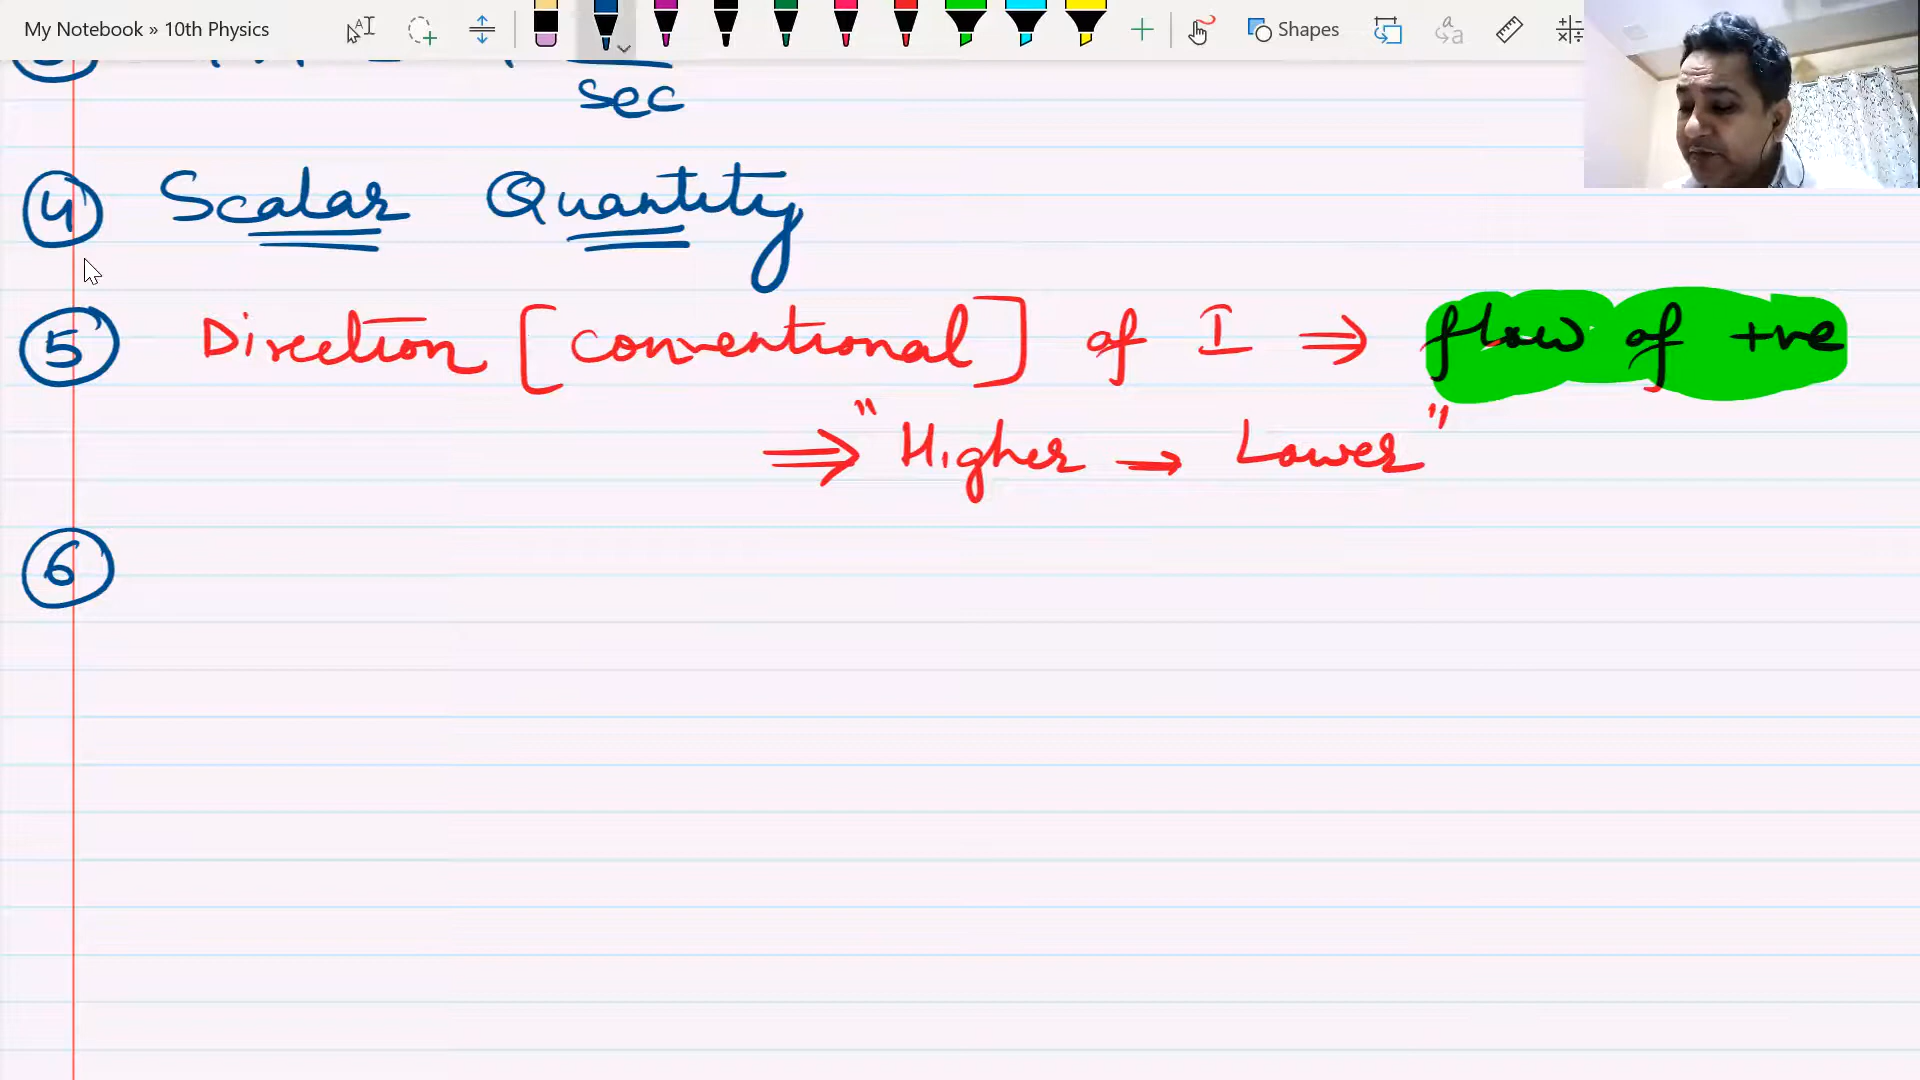 My Notebook » 10th Physics
Shapes
sec
4 Scalar Quantity
5 Direction [conventional] of I ⇒ flow of +ve
⇒ "Higher → Lower"
6